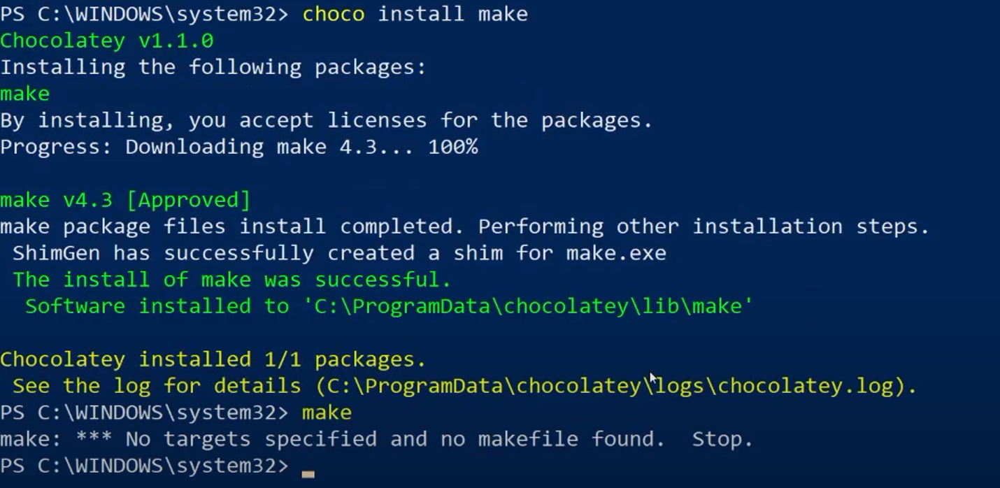 PS C:\WINDOWS\system32> choco install make
Chocolatey v1.1.0
Installing the following packages:
make
By installing, you accept licenses for the packages.
Progress: Downloading make 4.3... 100%
make v4.3 [Approved]
make package files install completed. Performing other installation steps.
 ShimGen has successfully created a shim for make.exe
 The install of make was successful.
  Software installed to 'C:\ProgramData\chocolatey\lib\make'
Chocolatey installed 1/1 packages.
 See the log for details (C:\ProgramData\chocolatey\logs\chocolatey.log).
PS C:\WINDOWS\system32> make
make: *** No targets specified and no makefile found.  Stop.
PS C:\WINDOWS\system32>